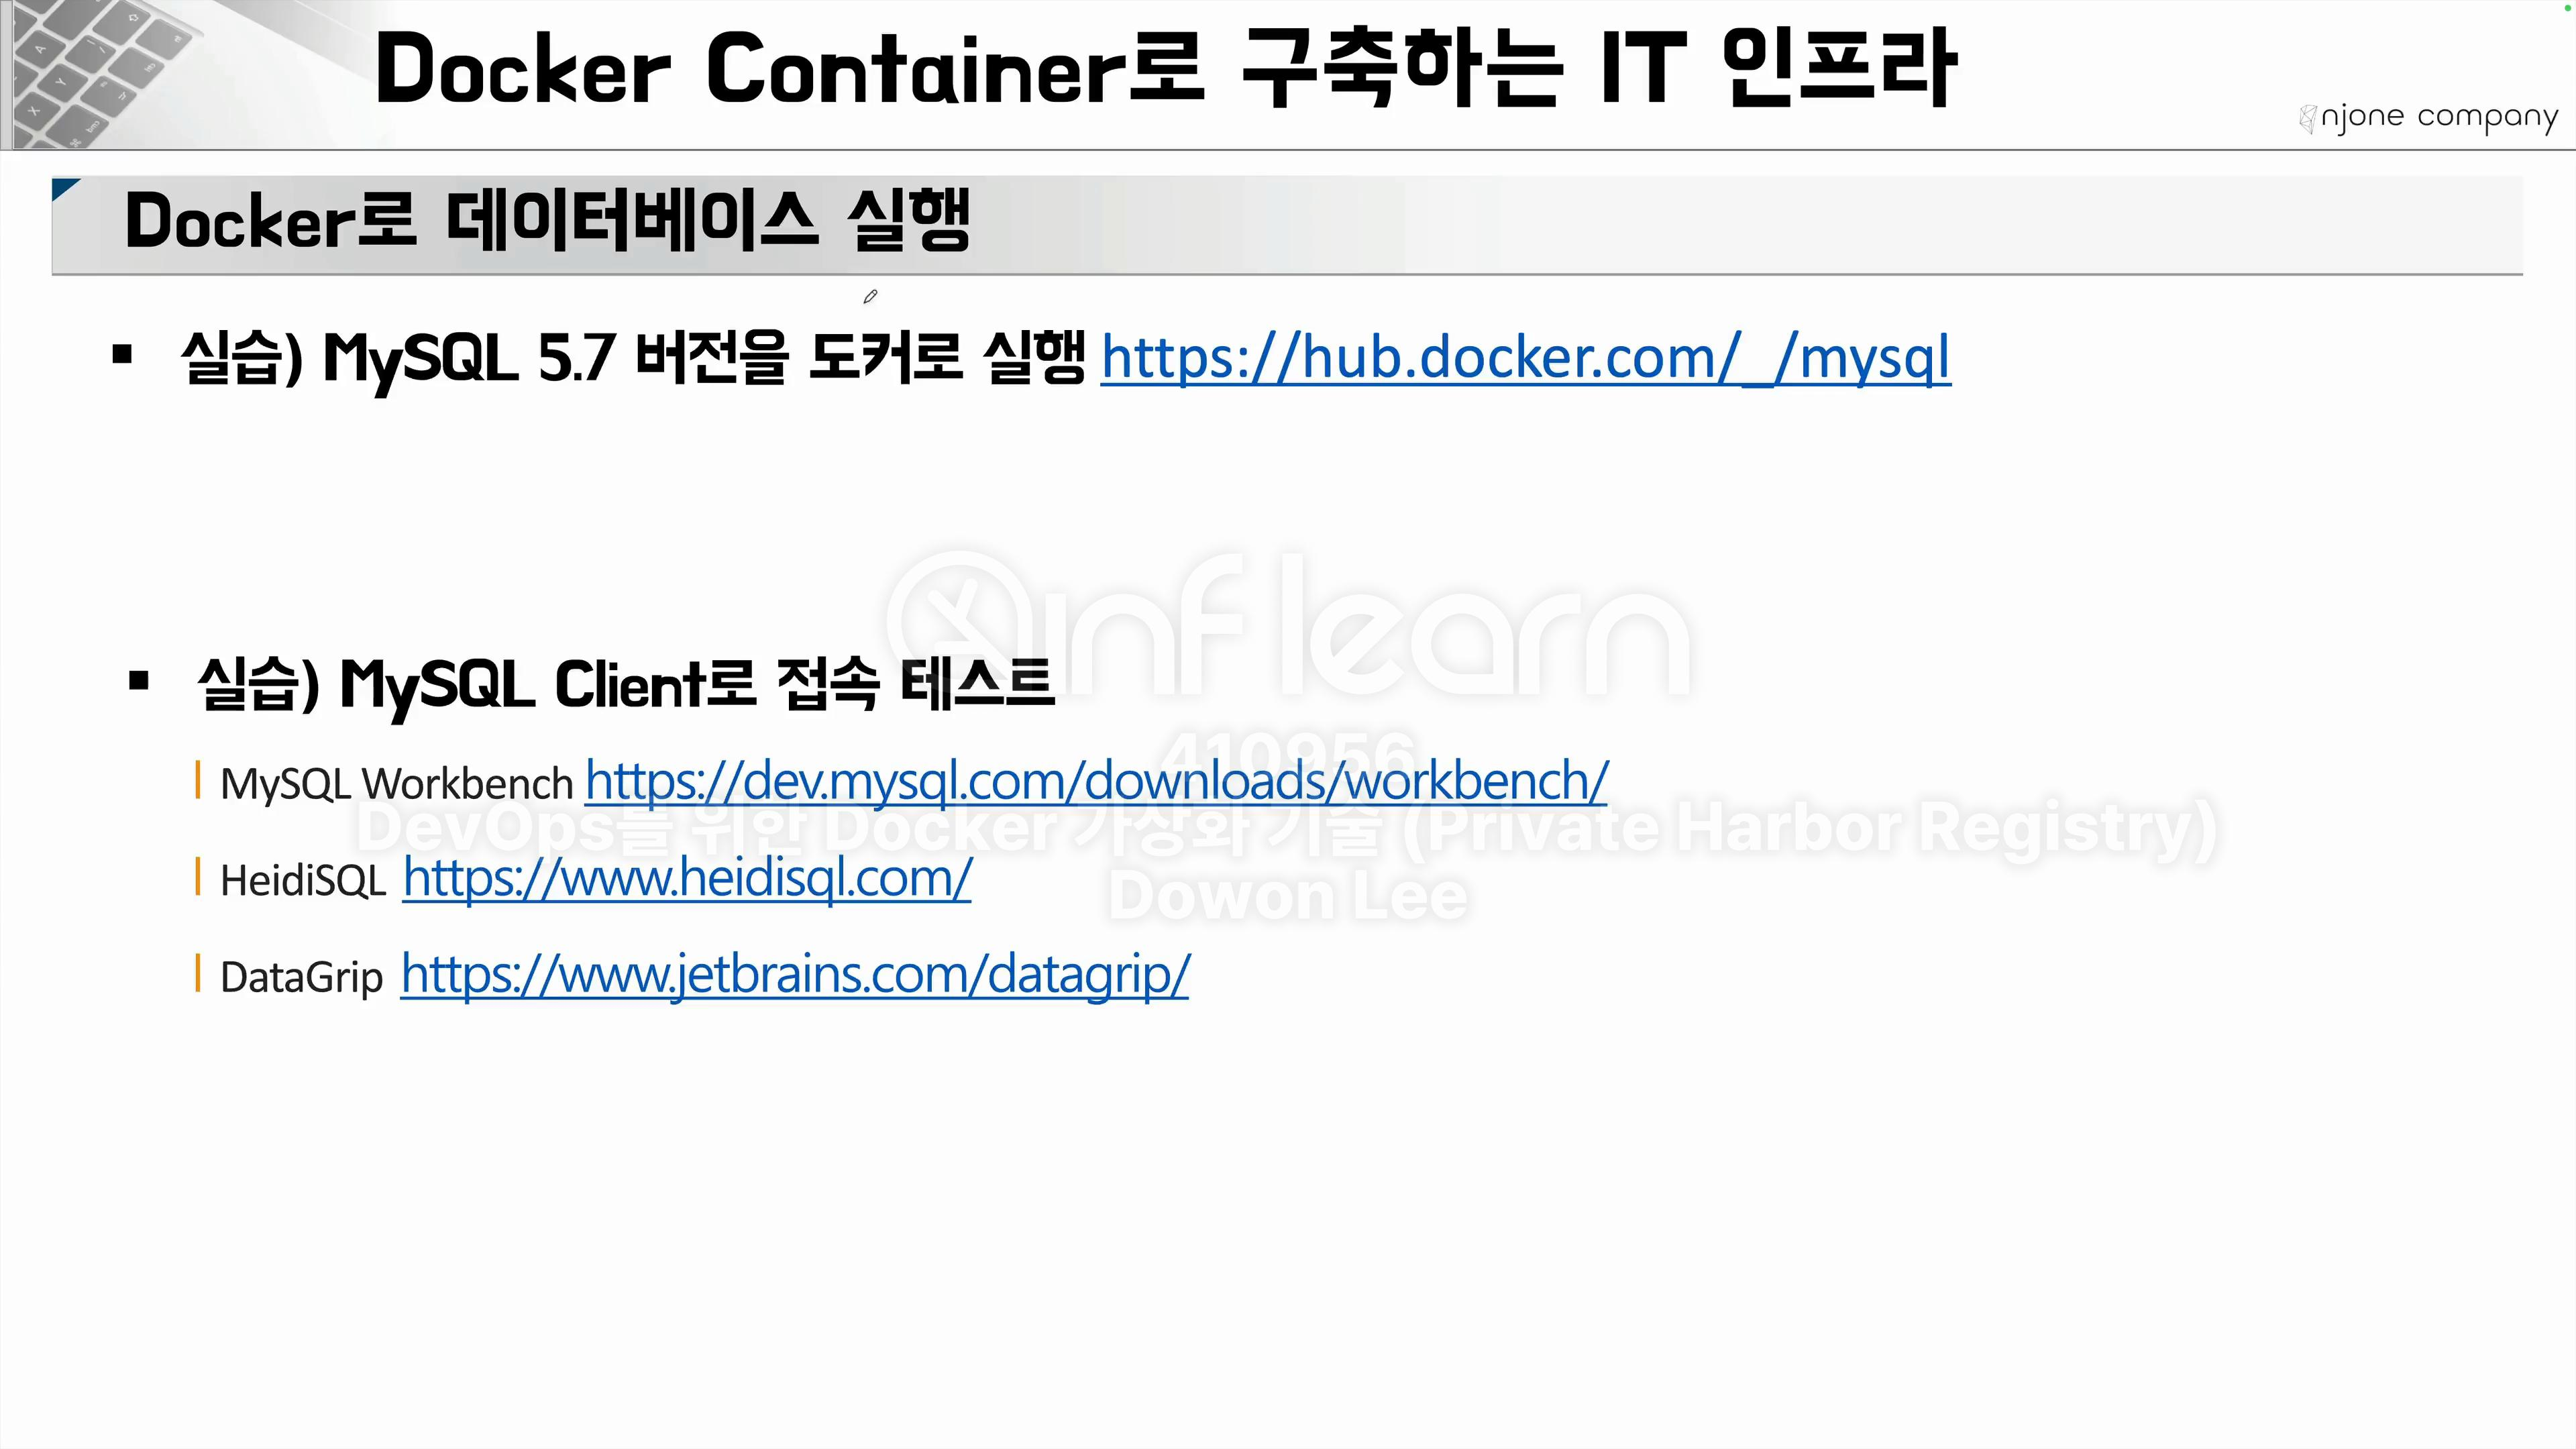 Docker Container로 구축하는 IT 인프라
njone company
Docker로 데이터베이스 실행
▪ 실습) MySQL 5.7 버전을 도커로 실행 https://hub.docker.com/_/mysql
inflearn
▪ 실습) MySQL Client로 접속 테스트
410956
MySQL Workbench https://dev.mysql.com/downloads/workbench/
DevOps를 위한 Docker 가상화 기술 (Private Harbor Registry)
HeidiSQL https://www.heidisql.com/
Dowon Lee
DataGrip https://www.jetbrains.com/datagrip/